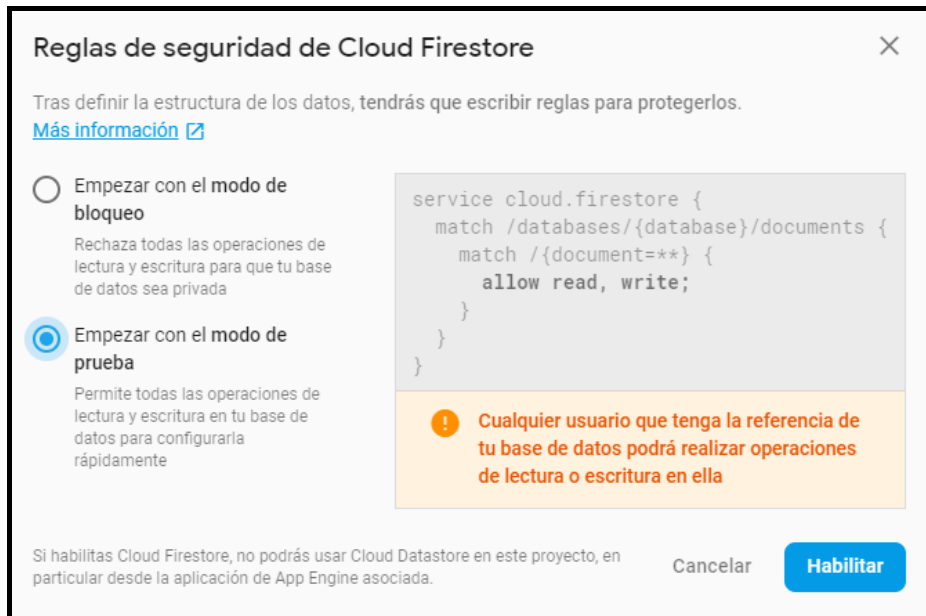 Reglas de seguridad de Cloud Firestore
Tras definir la estructura de los datos, tendrás que escribir reglas para protegerlos.
Más información
Empezar con el modo de
bloqueo
Rechaza todas las operaciones de
lectura y escritura para que tu base
de datos sea privada
Empezar con el modo de
prueba
Permite todas las operaciones de
lectura y escritura en tu base de
datos para configurarla
rápidamente
service cloud.firestore {
  match /databases/{database}/documents {
    match /{document=**} {
      allow read, write;
    }
  }
}
Cualquier usuario que tenga la referencia de
tu base de datos podrá realizar operaciones
de lectura o escritura en ella
Si habilitas Cloud Firestore, no podrás usar Cloud Datastore en este proyecto, en
particular desde la aplicación de App Engine asociada.
Cancelar
Habilitar